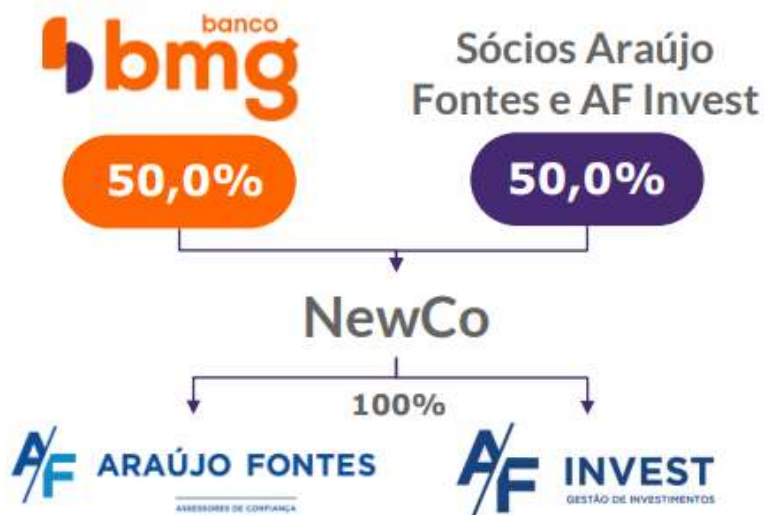 banco
bmg
Sócios Araújo
Fontes e AF Invest
50,0%
50,0%
NewCo
100%
A/F ARAÚJO FONTES
ASSESSORES DE CONFIANÇA
A/F INVEST
GESTÃO DE INVESTIMENTOS